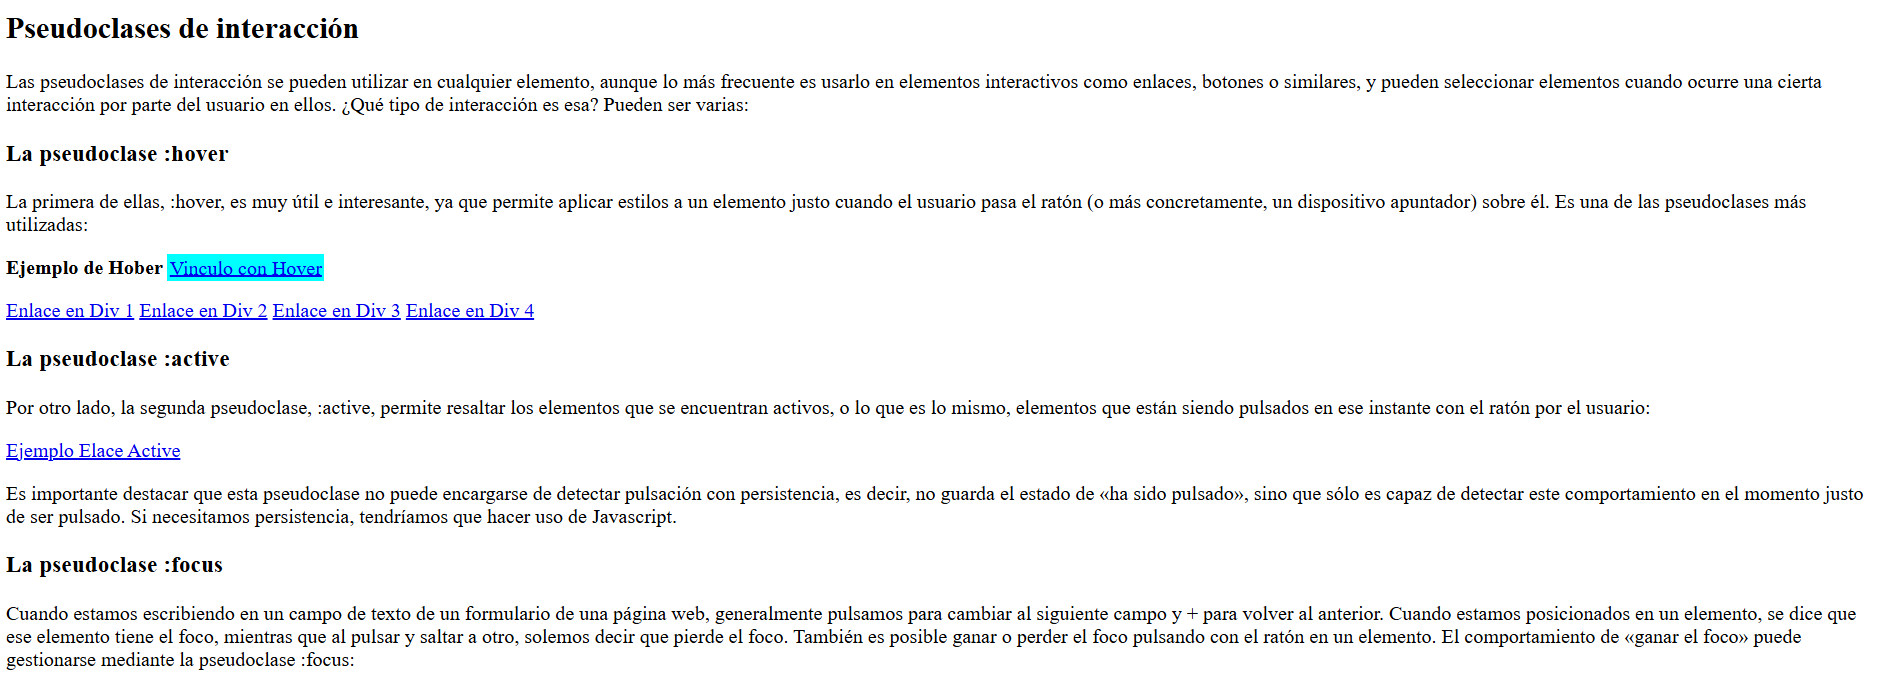 Pseudoclases de interacción
Las pseudoclases de interacción se pueden utilizar en cualquier elemento, aunque lo más frecuente es usarlo en elementos interactivos como enlaces, botones o similares, y pueden seleccionar elementos cuando ocurre una cierta
interacción por parte del usuario en ellos. ¿Qué tipo de interacción es esa? Pueden ser varias:
La pseudoclase :hover
La primera de ellas, :hover, es muy útil e interesante, ya que permite aplicar estilos a un elemento justo cuando el usuario pasa el ratón (o más concretamente, un dispositivo apuntador) sobre él. Es una de las pseudoclases más
utilizadas:
Ejemplo de Hober Vinculo con Hover
Enlace en Div 1 Enlace en Div 2 Enlace en Div 3 Enlace en Div 4
La pseudoclase :active
Por otro lado, la segunda pseudoclase, :active, permite resaltar los elementos que se encuentran activos, o lo que es lo mismo, elementos que están siendo pulsados en ese instante con el ratón por el usuario:
Ejemplo Elace Active
Es importante destacar que esta pseudoclase no puede encargarse de detectar pulsación con persistencia, es decir, no guarda el estado de «ha sido pulsado», sino que sólo es capaz de detectar este comportamiento en el momento justo
de ser pulsado. Si necesitamos persistencia, tendríamos que hacer uso de Javascript.
La pseudoclase :focus
Cuando estamos escribiendo en un campo de texto de un formulario de una página web, generalmente pulsamos para cambiar al siguiente campo y + para volver al anterior. Cuando estamos posicionados en un elemento, se dice que
ese elemento tiene el foco, mientras que al pulsar y saltar a otro, solemos decir que pierde el foco. También es posible ganar o perder el foco pulsando con el ratón en un elemento. El comportamiento de «ganar el foco» puede
gestionarse mediante la pseudoclase :focus: